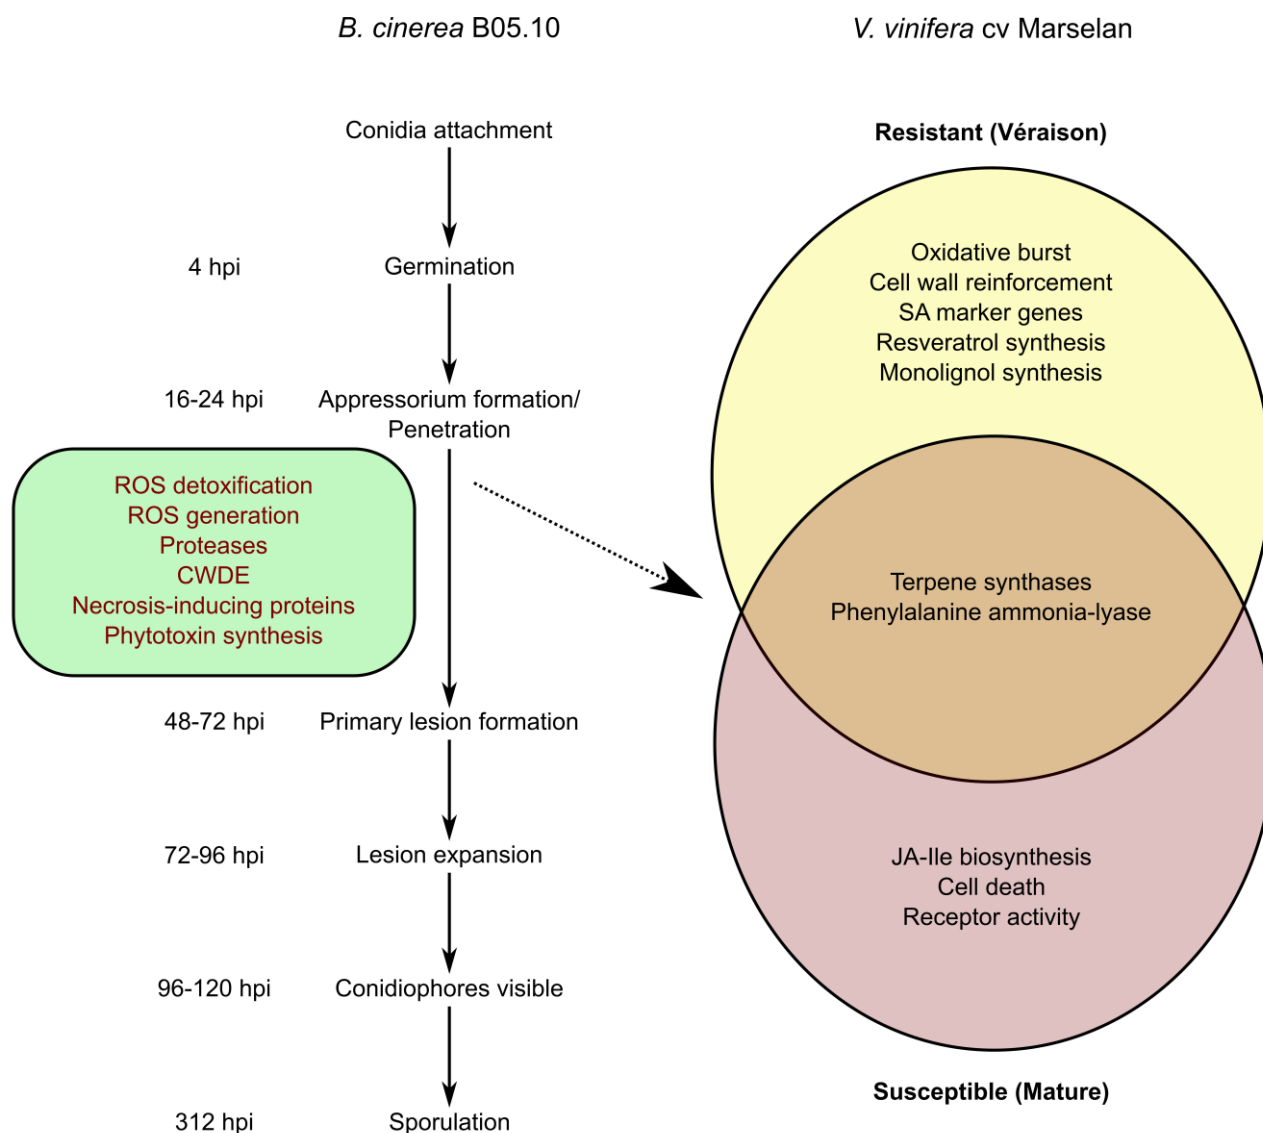 B. cinerea B05.10
V. vinifera cv Marselan
Conidia attachment
4 hpi
Germination
16-24 hpi
Appressorium formation/
Penetration
ROS detoxification
ROS generation
Proteases
CWDE
Necrosis-inducing proteins
Phytotoxin synthesis
48-72 hpi
Primary lesion formation
72-96 hpi
Lesion expansion
96-120 hpi
Conidiophores visible
312 hpi
Sporulation
Resistant (Véraison)
Oxidative burst
Cell wall reinforcement
SA marker genes
Resveratrol synthesis
Monolignol synthesis
Terpene synthases
Phenylalanine ammonia-lyase
JA-Ile biosynthesis
Cell death
Receptor activity
Susceptible (Mature)